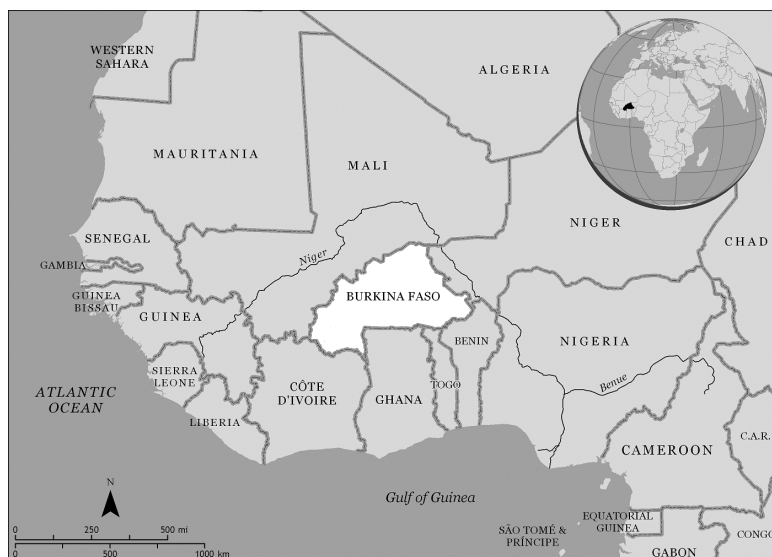 WESTERN
SAHARA
ALGERIA
MAURITANIA
MALI
NIGER
CHAD
SENEGAL
GAMBIA
Niger
GUINEA
BISSAU
GUINEA
BURKINA FASO
BENIN
NIGERIA
SIERRA
LEONE
CÔTE
D'IVOIRE
GHANA
TOGO
Benue
ATLANTIC
OCEAN
LIBERIA
CAMEROON
C.A.R.
N
Gulf of Guinea
EQUATORIAL
GUINEA
SÃO TOMÉ &
PRÍNCIPE
CONGO
GABON
0 250 500 mi
0 500 1000 km